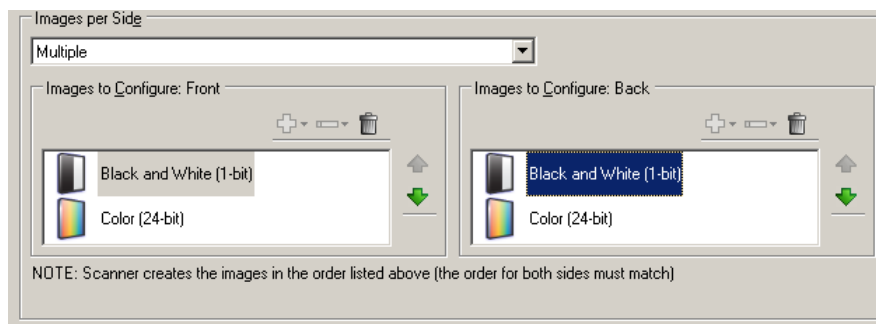 Images per Side
Multiple
Images to Configure: Front
Images to Configure: Back
Black and White (1-bit)
Color (24-bit)
Black and White (1-bit)
Color (24-bit)
NOTE: Scanner creates the images in the order listed above (the order for both sides must match)